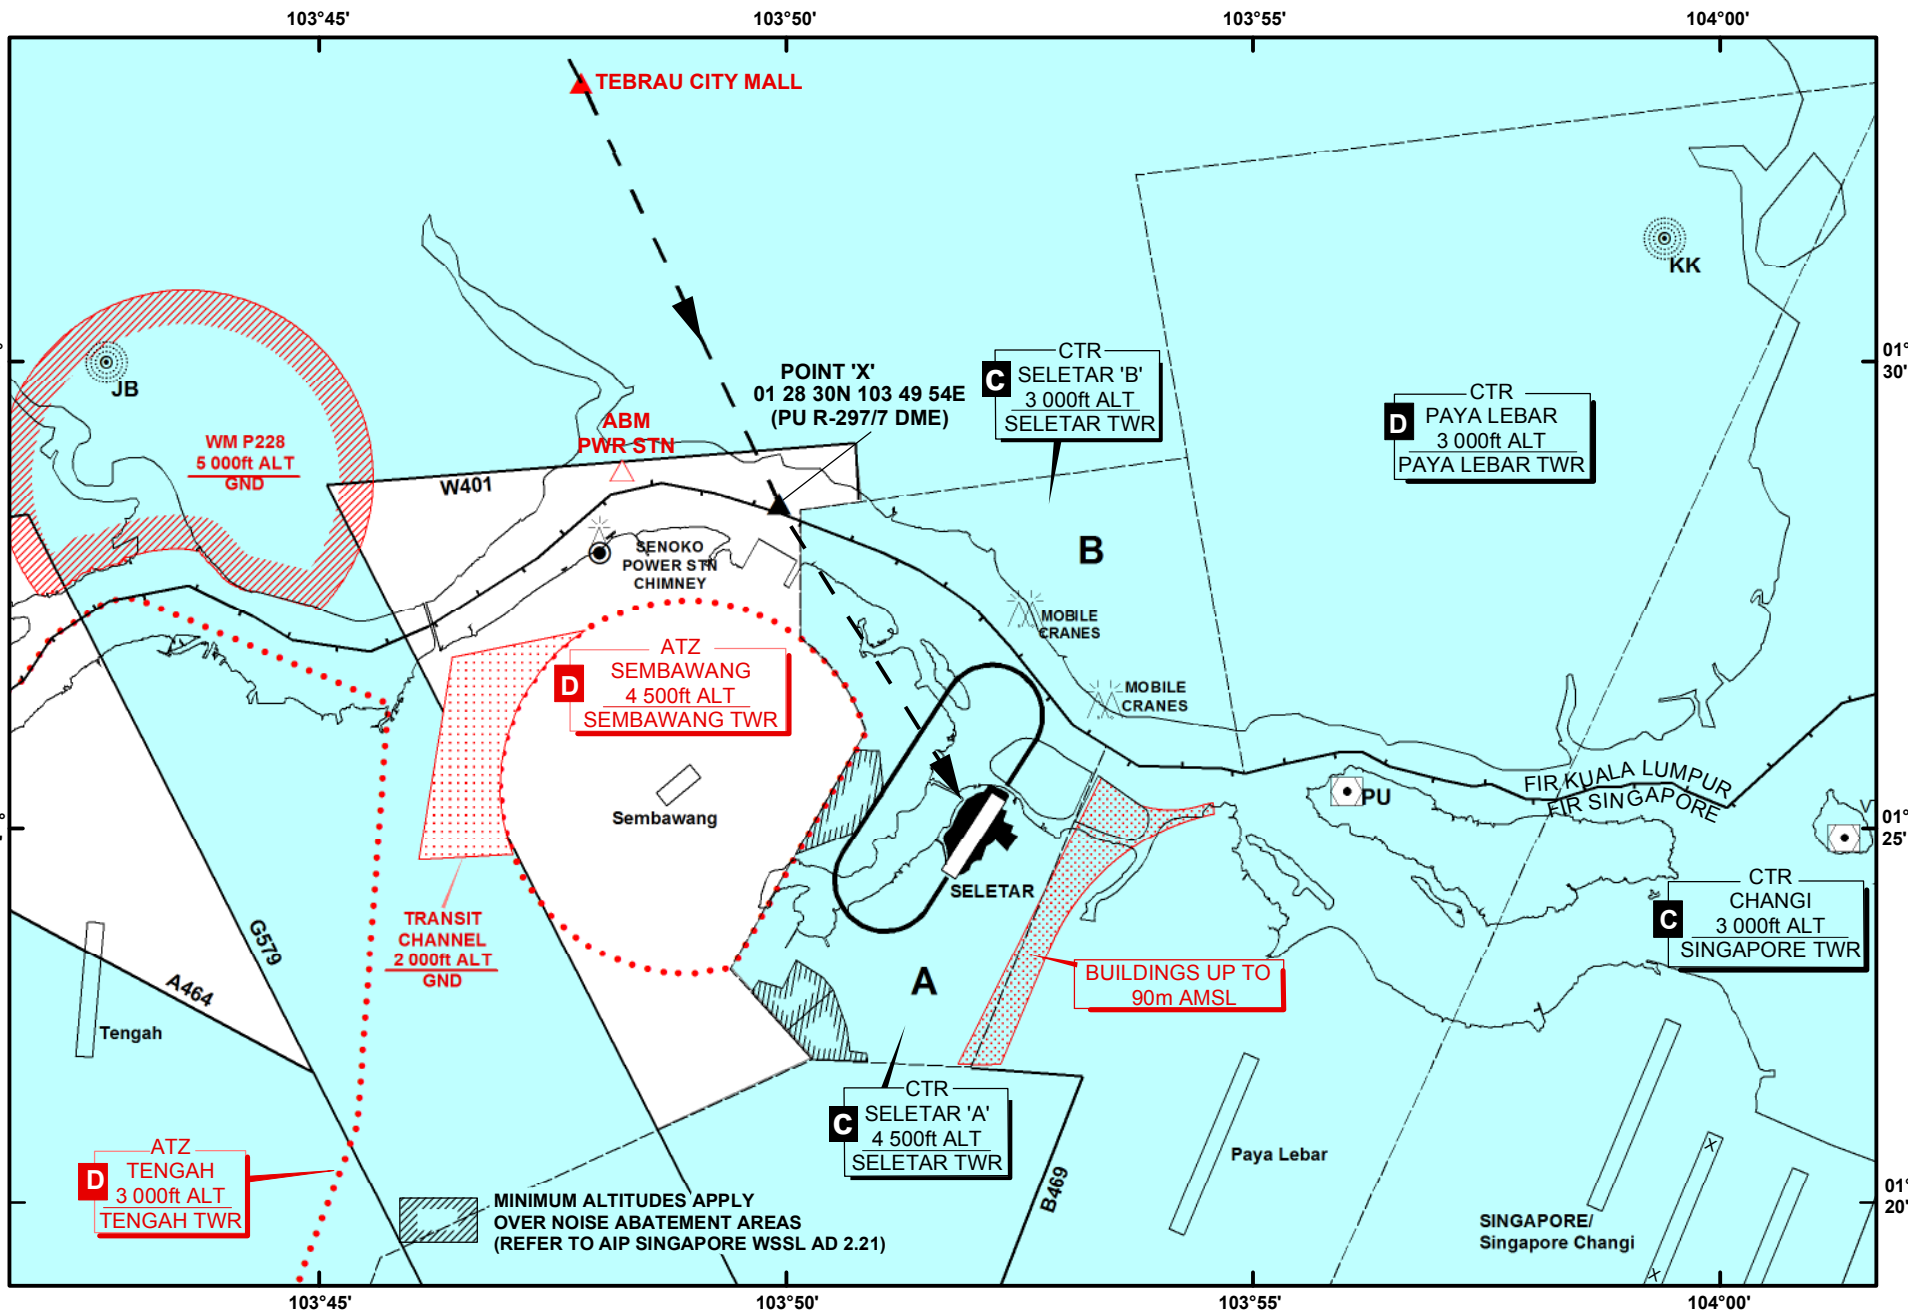 103°45'
103°50'
103°55'
104°00'
TEBRAU CITY MALL
KK
JB
POINT 'X'
01 28 30N 103 49 54E
(PU R-297/7 DME)
CTR
C
SELETAR 'B'
3 000ft ALT
SELETAR TWR
01°
30'
CTR
D
PAYA LEBAR
3 000ft ALT
PAYA LEBAR TWR
ABM
PWR STN
WM P228
5 000ft ALT
GND
W401
B
SENOKO
POWER STN
CHIMNEY
MOBILE
CRANES
ATZ
D
SEMBAWANG
4 500ft ALT
SEMBAWANG TWR
MOBILE
CRANES
Sembawang
FIR KUALA LUMPUR
FIR SINGAPORE
PU
V
01°
25'
SELETAR
CTR
C
CHANGI
3 000ft ALT
SINGAPORE TWR
TRANSIT
CHANNEL
2 000ft ALT
GND
G579
A464
Tengah
A
BUILDINGS UP TO
90m AMSL
CTR
C
SELETAR 'A'
4 500ft ALT
SELETAR TWR
B469
Paya Lebar
X
ATZ
D
TENGAH
3 000ft ALT
TENGAH TWR
MINIMUM ALTITUDES APPLY
OVER NOISE ABATEMENT AREAS
(REFER TO AIP SINGAPORE WSSL AD 2.21)
01°
20'
SINGAPORE/
Singapore Changi
X
103°45'
103°50'
103°55'
104°00'